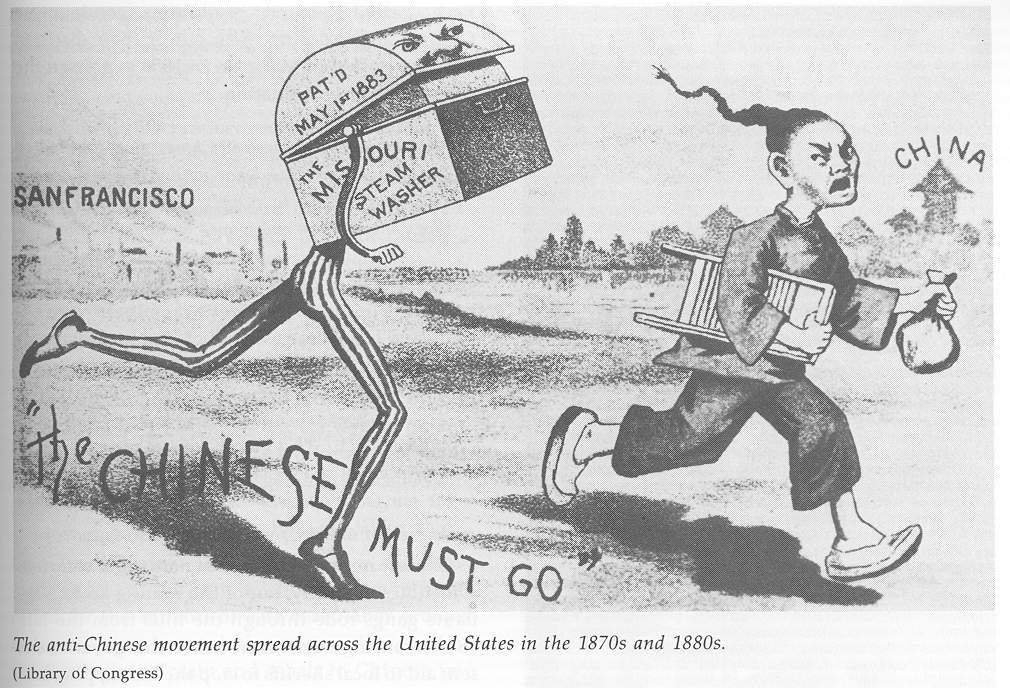 PAT'D
MAY. 1ST 1883
THE
MISSOURI
STEAM
WASHER
SANFRANCISCO
CHINA
"The CHINESE
MUST GO"
The anti-Chinese movement spread across the United States in the 1870s and 1880s.
(Library of Congress)